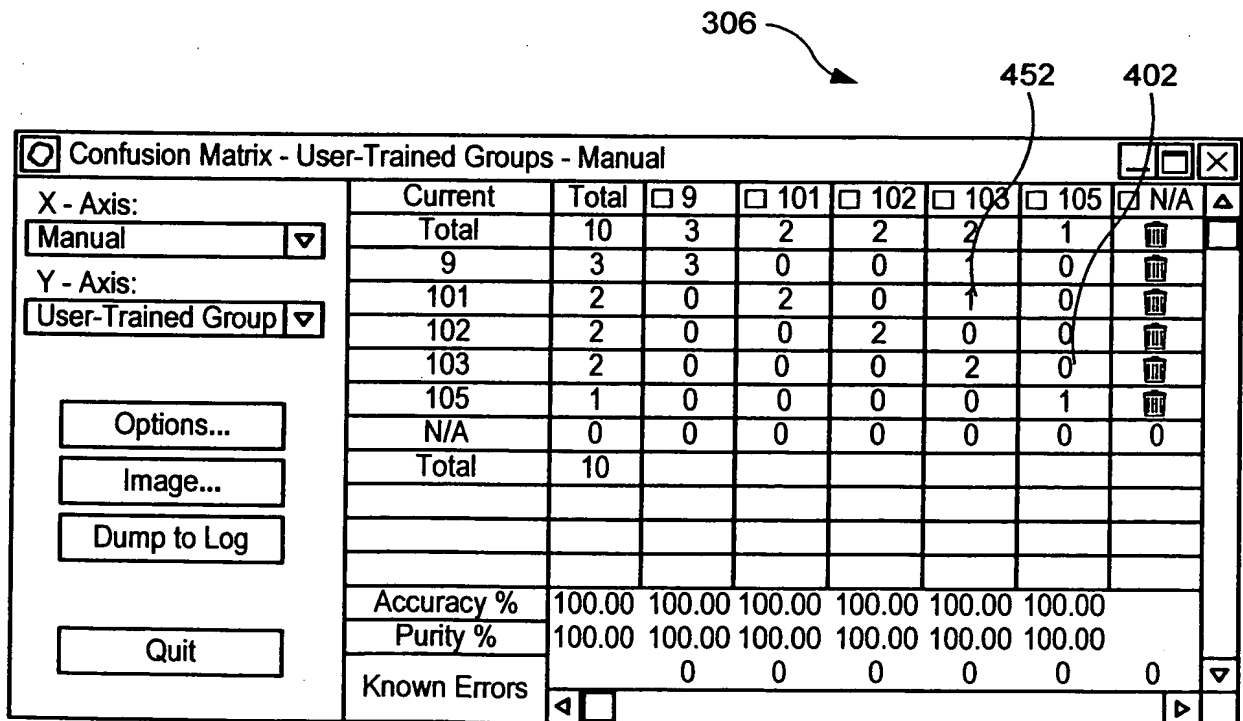 306
452 402
Confusion Matrix - User-Trained Groups - Manual
X - Axis:
Manual
Y - Axis:
User-Trained Group
Options...
Image...
Dump to Log
Quit
Current Total 9 101 102 103 105 N/A
Total 10 3 2 2 2 1
9 3 3 0 0 1 0
101 2 0 2 0 1 0
102 2 0 0 2 0 0
103 2 0 0 0 2 0
105 1 0 0 0 0 1
N/A 0 0 0 0 0 0 0
Total 10
Accuracy % 100.00 100.00 100.00 100.00 100.00 100.00
Purity % 100.00 100.00 100.00 100.00 100.00 100.00
Known Errors 0 0 0 0 0 0